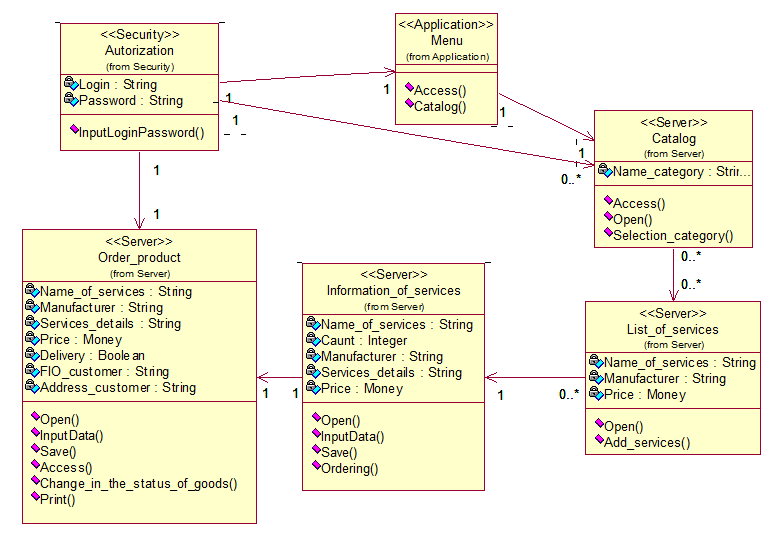 <<Security>>
Autorization
(from Security)
Login : String
Password : String
InputLoginPassword()
<<Application>>
Menu
(from Application)
Access()
Catalog()
<<Server>>
Catalog
(from Server)
Name_category : Strin...
Access()
Open()
Selection_category()
1
1
1
0..*
1
1
1
1
0..*
0..*
<<Server>>
Order_product
(from Server)
Name_of_services : String
Manufacturer : String
Services_details : String
Price : Money
Delivery : Boolean
FIO_customer : String
Address_customer : String
Open()
InputData()
Save()
Access()
Change_in_the_status_of_goods()
Print()
<<Server>>
Information_of_services
(from Server)
Name_of_services : String
Caunt : Integer
Manufacturer : String
Services_details : String
Price : Money
Open()
InputData()
Save()
Ordering()
<<Server>>
List_of_services
(from Server)
Name_of_services : String
Manufacturer : String
Price : Money
Open()
Add_services()
1
1
1
0..*